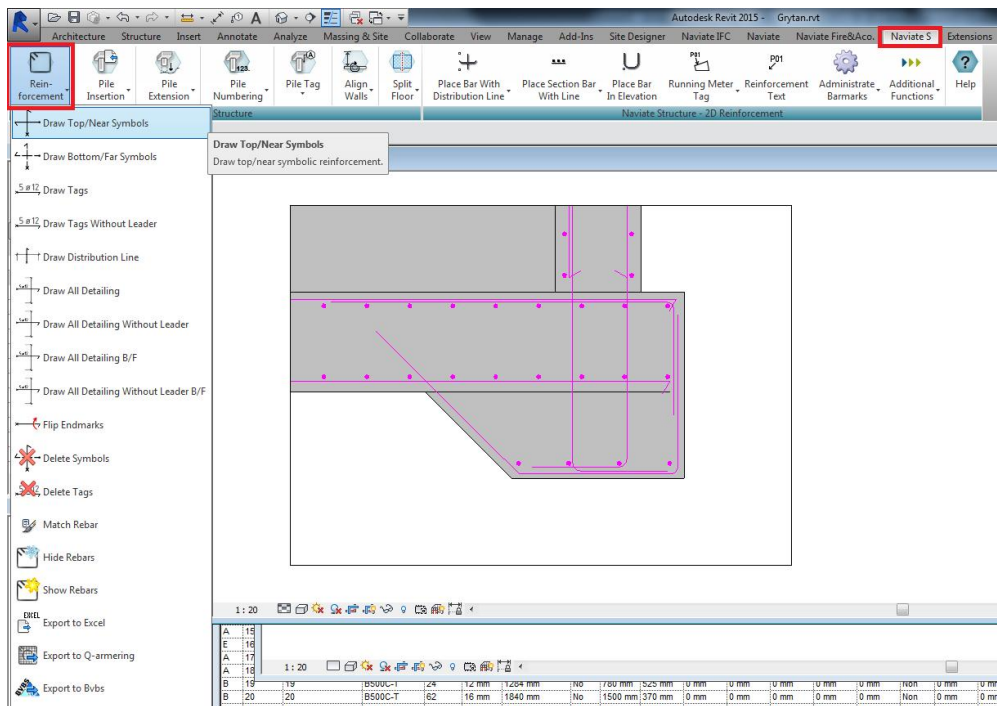 Autodesk Revit 2015 - Grytan.rvt
Architecture Structure Insert Annotate Analyze Massing & Site Collaborate View Manage Add-Ins Site Designer Naviate IFC Naviate Naviate Fire&Aco. Naviate S Extensions
Rein-
forcement
Pile
Insertion
Pile
Extension
Pile
Numbering
Pile Tag
Align
Walls
Split
Floor
Place Bar With
Distribution Line
Place Section Bar
With Line
Place Bar
In Elevation
Running Meter
Tag
Reinforcement
Text
Administrate
Barmarks
Additional
Functions
Help
Structure
Naviate Structure - 2D Reinforcement
Draw Top/Near Symbols
Draw Bottom/Far Symbols
Draw Tags
Draw Tags Without Leader
Draw Distribution Line
Draw All Detailing
Draw All Detailing Without Leader
Draw All Detailing B/F
Draw All Detailing Without Leader B/F
Flip Endmarks
Delete Symbols
Delete Tags
Match Rebar
Hide Rebars
Show Rebars
EXCEL
Export to Excel
Export to Q-armering
Export to Bvbs
Draw Top/Near Symbols
Draw top/near symbolic reinforcement.
1 : 20
A 15
E 16
A 17
A 18
1 : 20
B 19 19 B500C-T 24 12 mm 1284 mm No 780 mm 525 mm 0 mm 0 mm 0 mm 0 mm 0 mm Non 0 mm 0 mm
B 20 20 B500C-T 62 16 mm 1840 mm No 1500 mm 370 mm 0 mm 0 mm 0 mm 0 mm 0 mm Non 0 mm 0 mm